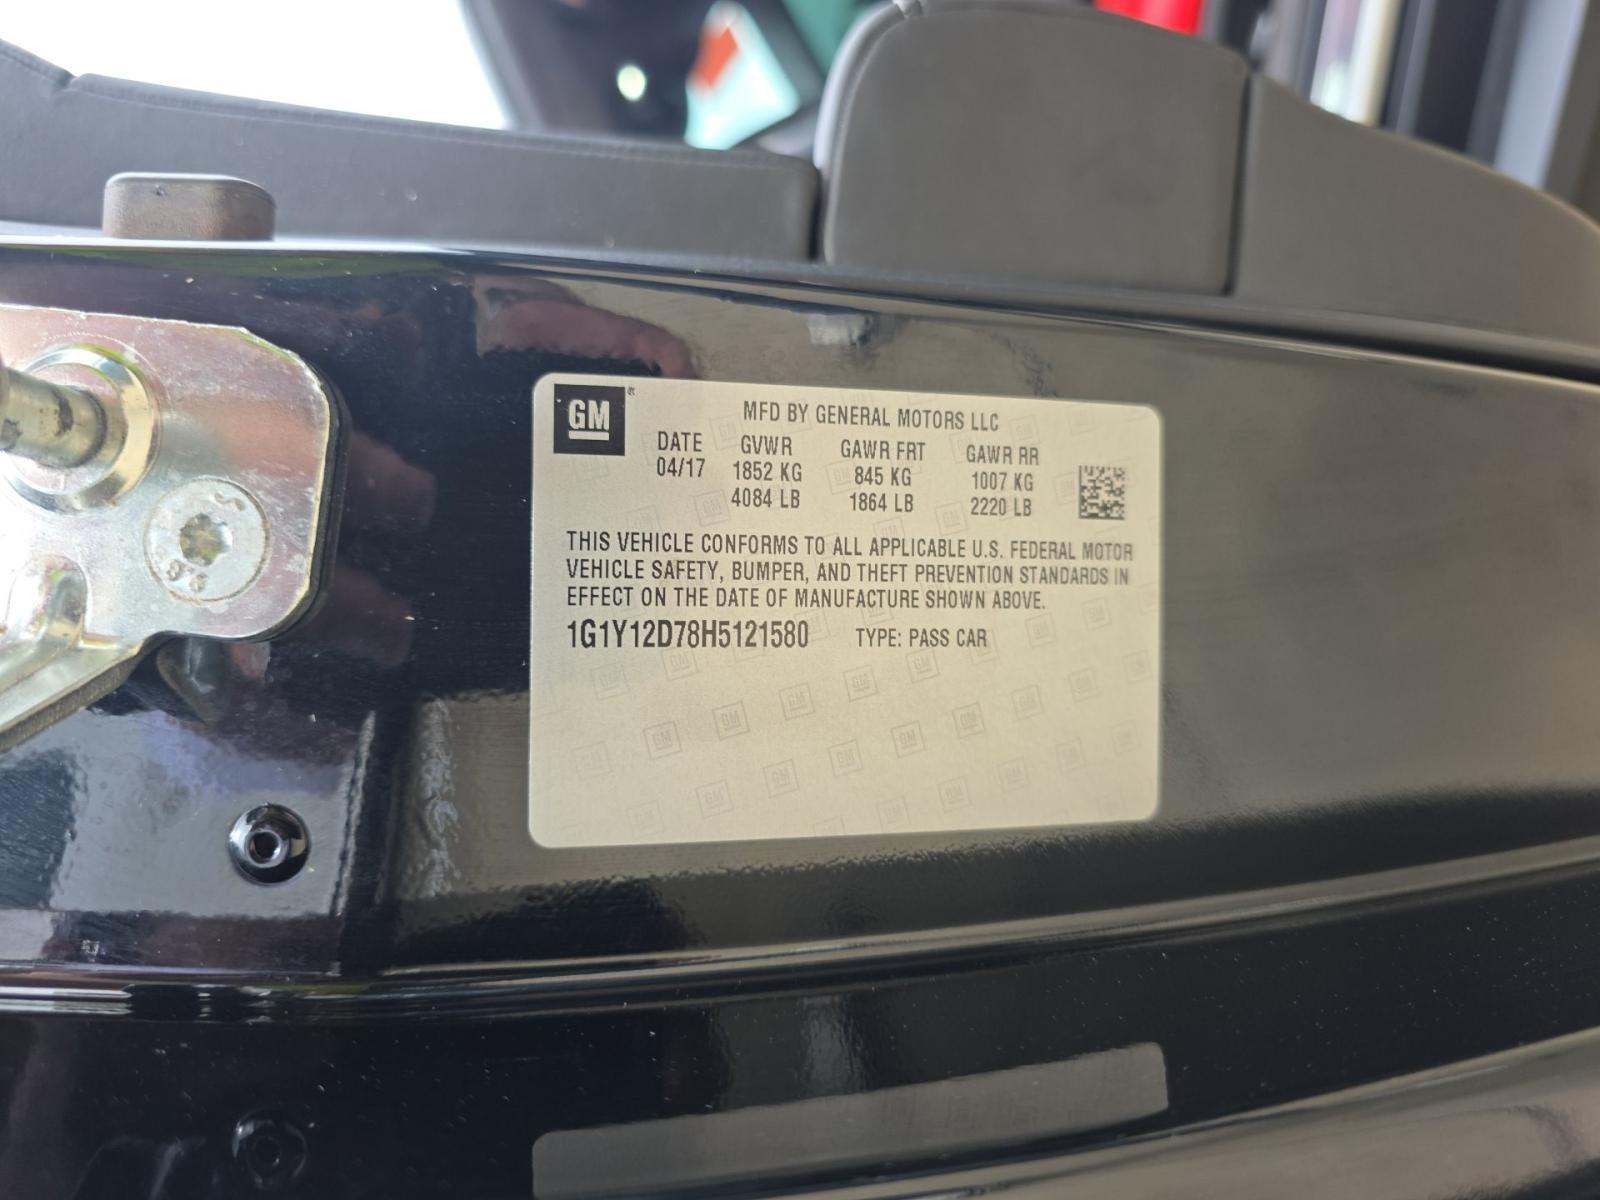 GM ®
MFD BY GENERAL MOTORS LLC
DATE GVWR GAWR FRT GAWR RR
04/17 1852 KG 845 KG 1007 KG
4084 LB 1864 LB 2220 LB
THIS VEHICLE CONFORMS TO ALL APPLICABLE U.S. FEDERAL MOTOR
VEHICLE SAFETY, BUMPER, AND THEFT PREVENTION STANDARDS IN
EFFECT ON THE DATE OF MANUFACTURE SHOWN ABOVE.
1G1Y12D78H5121580 TYPE: PASS CAR